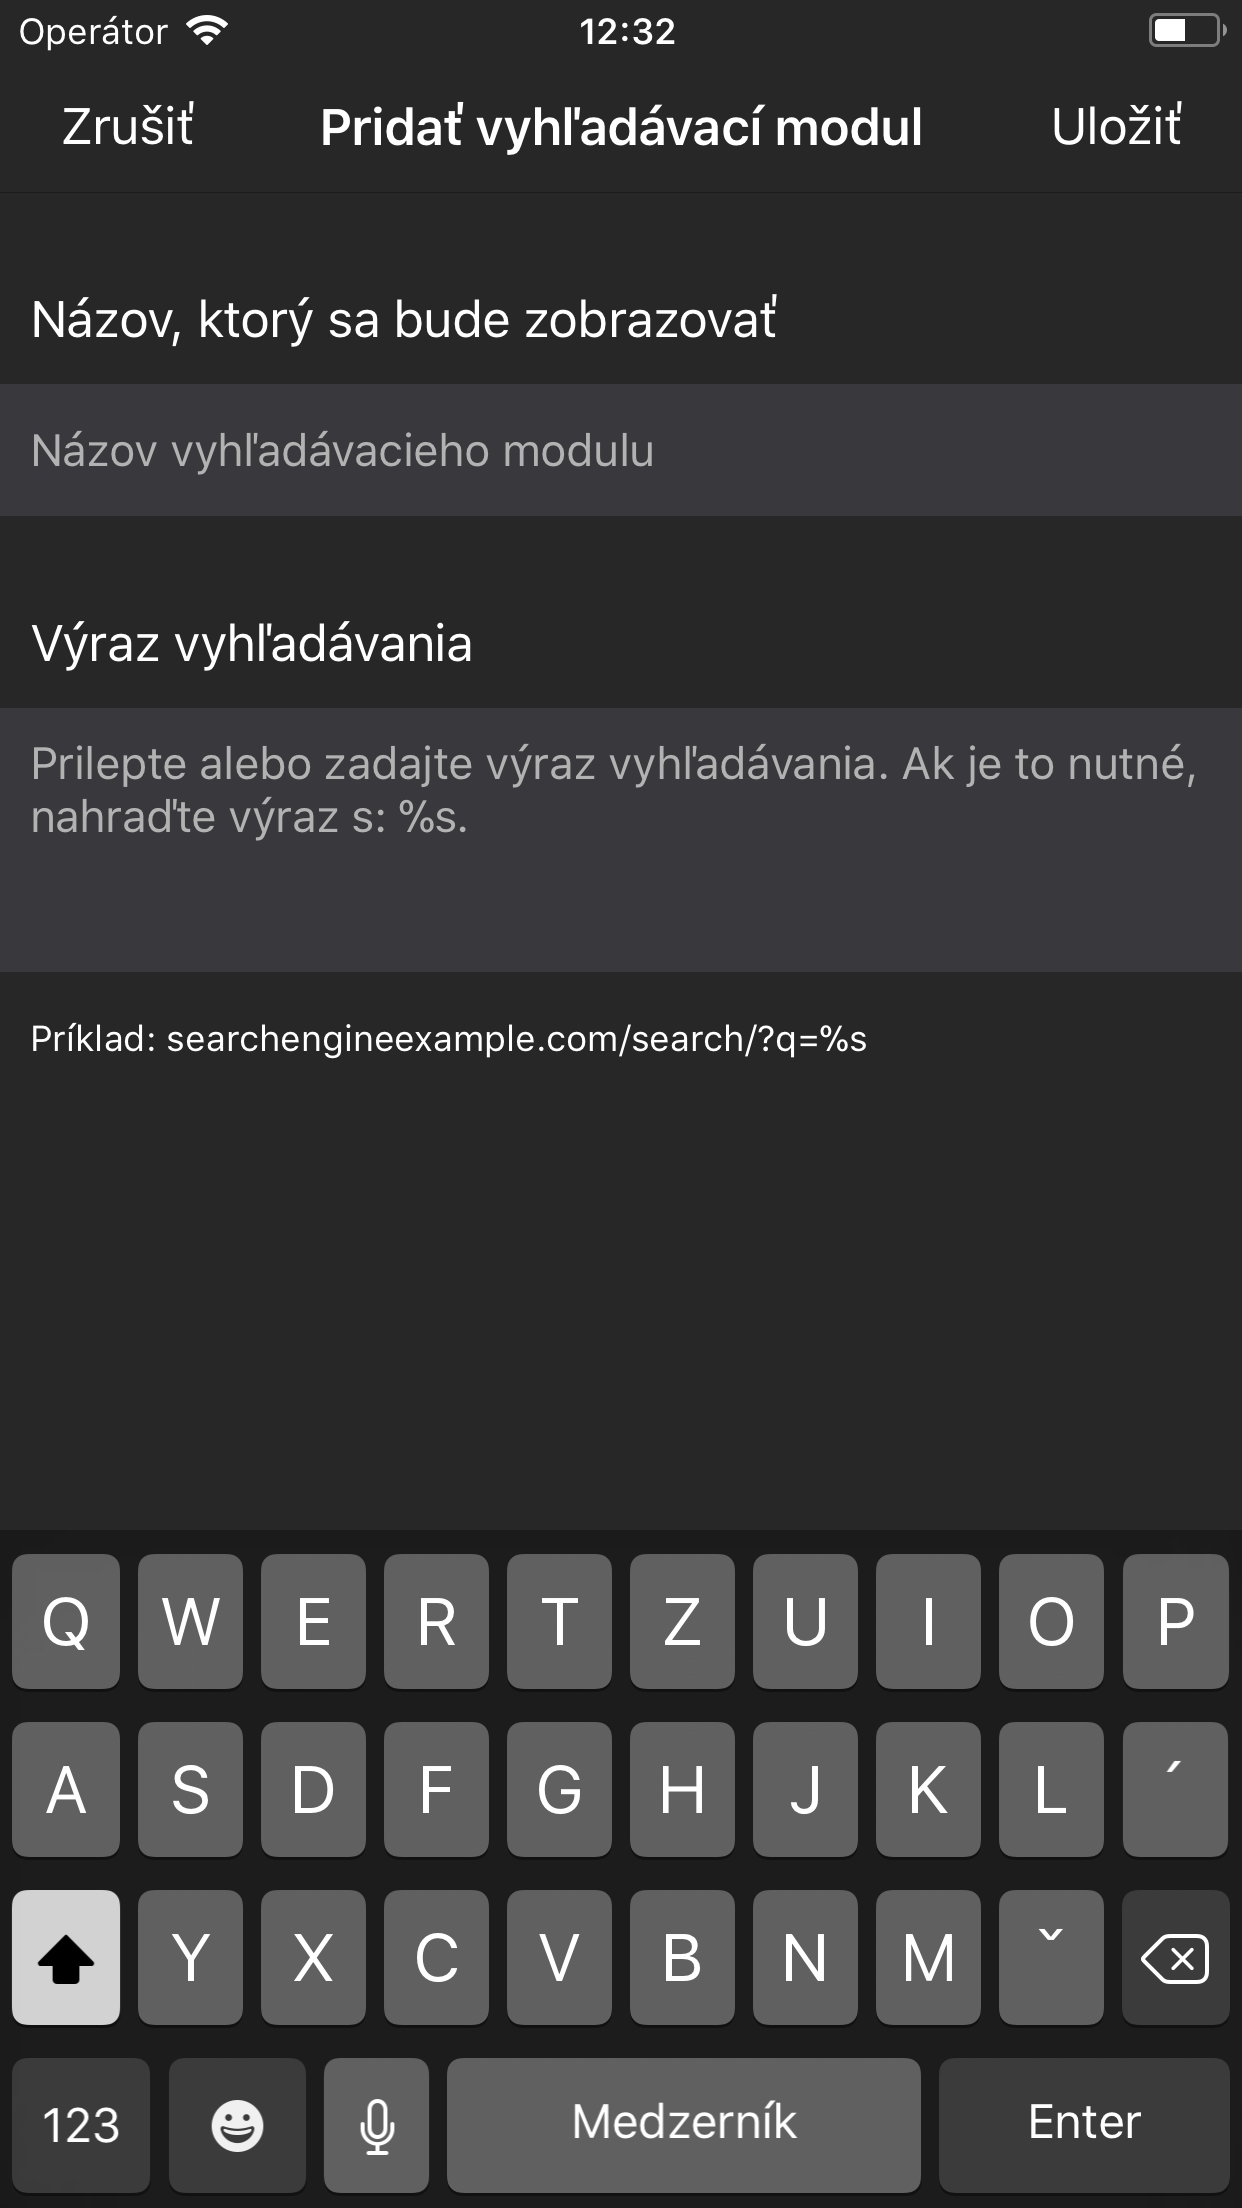 Operátor
12:32
Zrušiť
Pridať vyhľadávací modul
Uložiť
Názov, ktorý sa bude zobrazovať
Názov vyhľadávacieho modulu
Výraz vyhľadávania
Prilepte alebo zadajte výraz vyhľadávania. Ak je to nutné,
nahraďte výraz s: %s.
Príklad: searchengineexample.com/search/?q=%s
Q W E R T Z U I O P
A S D F G H J K L ´
Y X C V B N M ˇ
123 Medzerník Enter